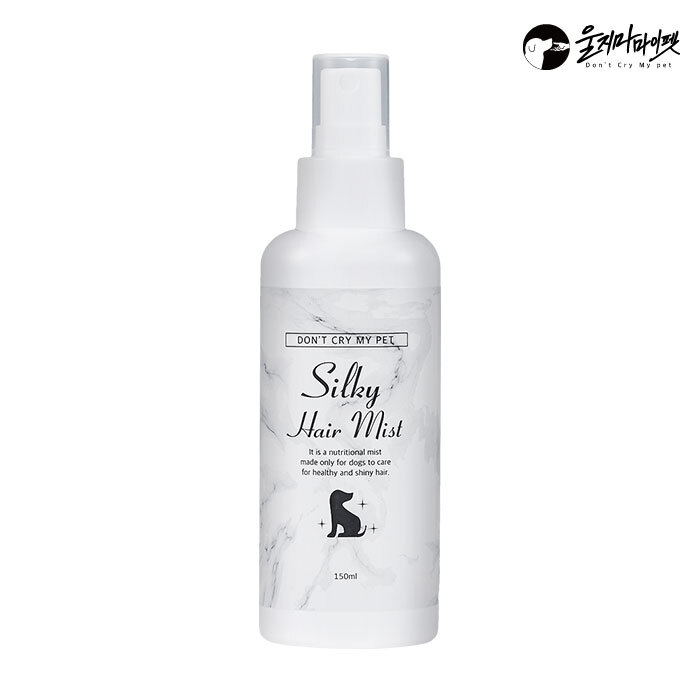 울지마마이펫
Don't Cry My pet
DON'T CRY MY PET
Silky
Hair Mist
It is a nutritional mist
made only for dogs to care
for healthy and shiny hair.
150ml